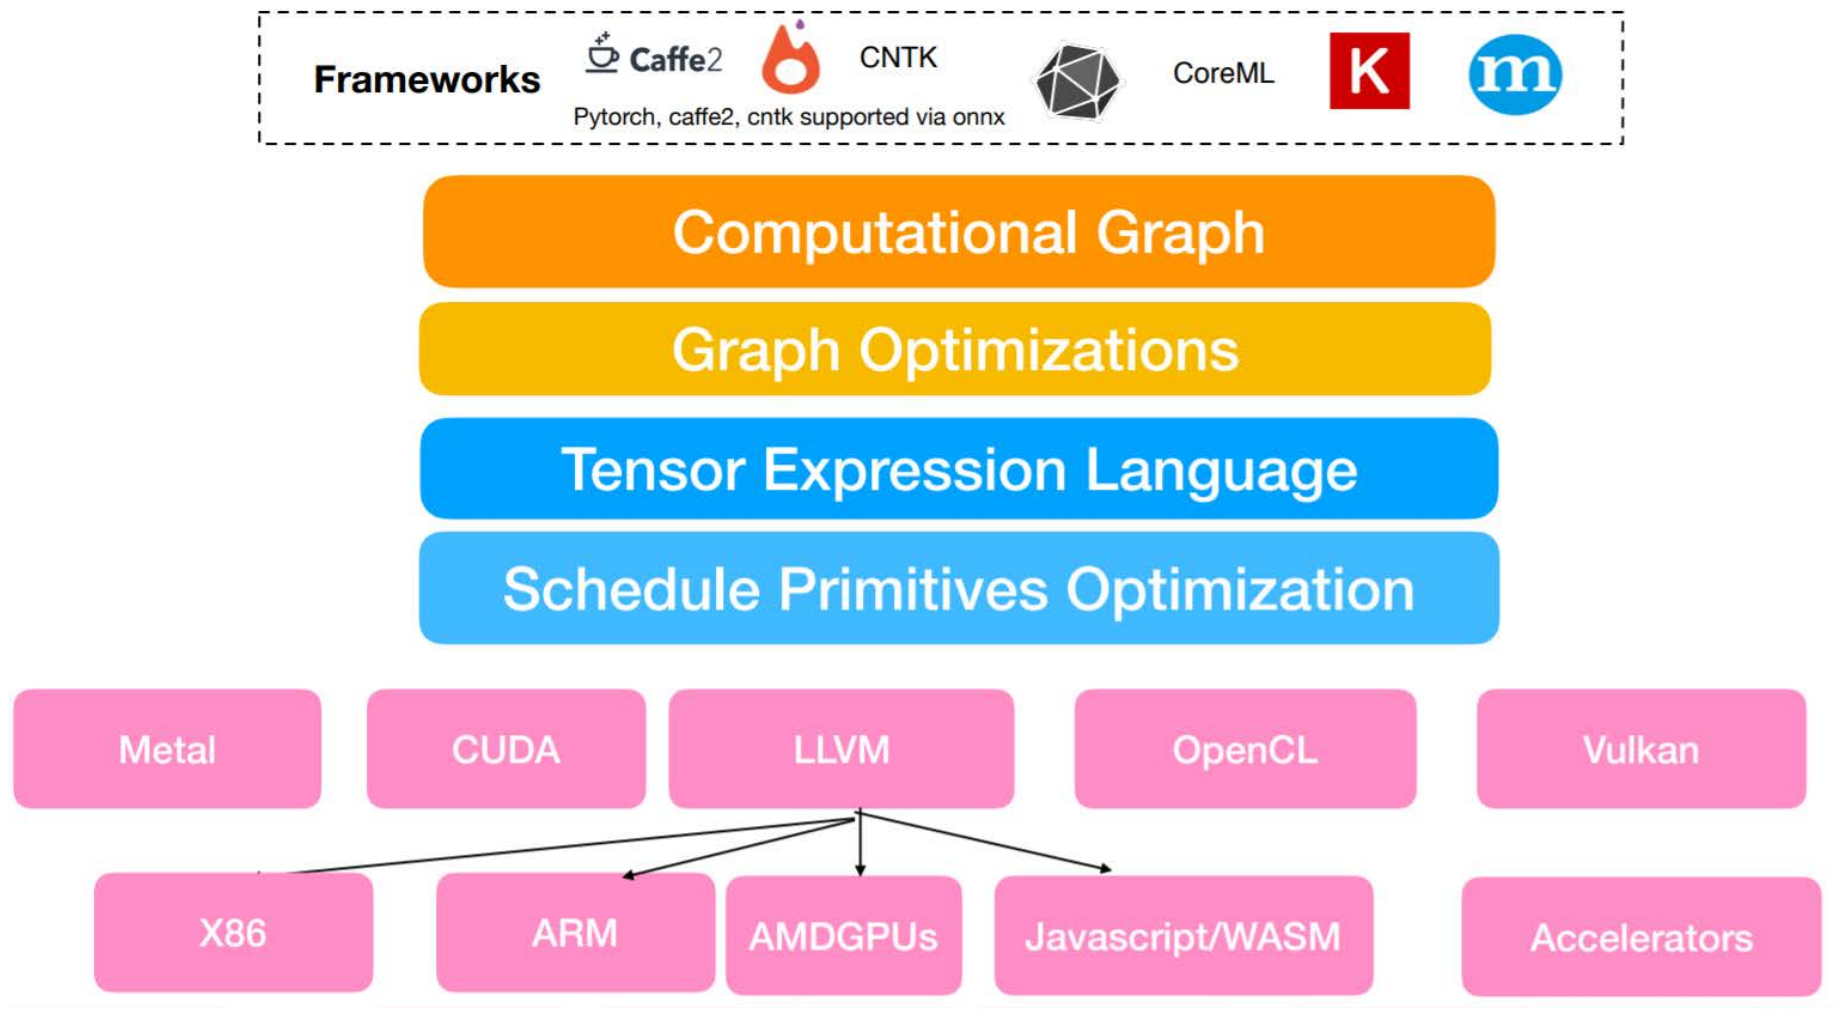 Frameworks
Caffe2
CNTK
CoreML
K
m
Pytorch, caffe2, cntk supported via onnx
Computational Graph
Graph Optimizations
Tensor Expression Language
Schedule Primitives Optimization
Metal
CUDA
LLVM
OpenCL
Vulkan
X86
ARM
AMDGPUs
Javascript/WASM
Accelerators